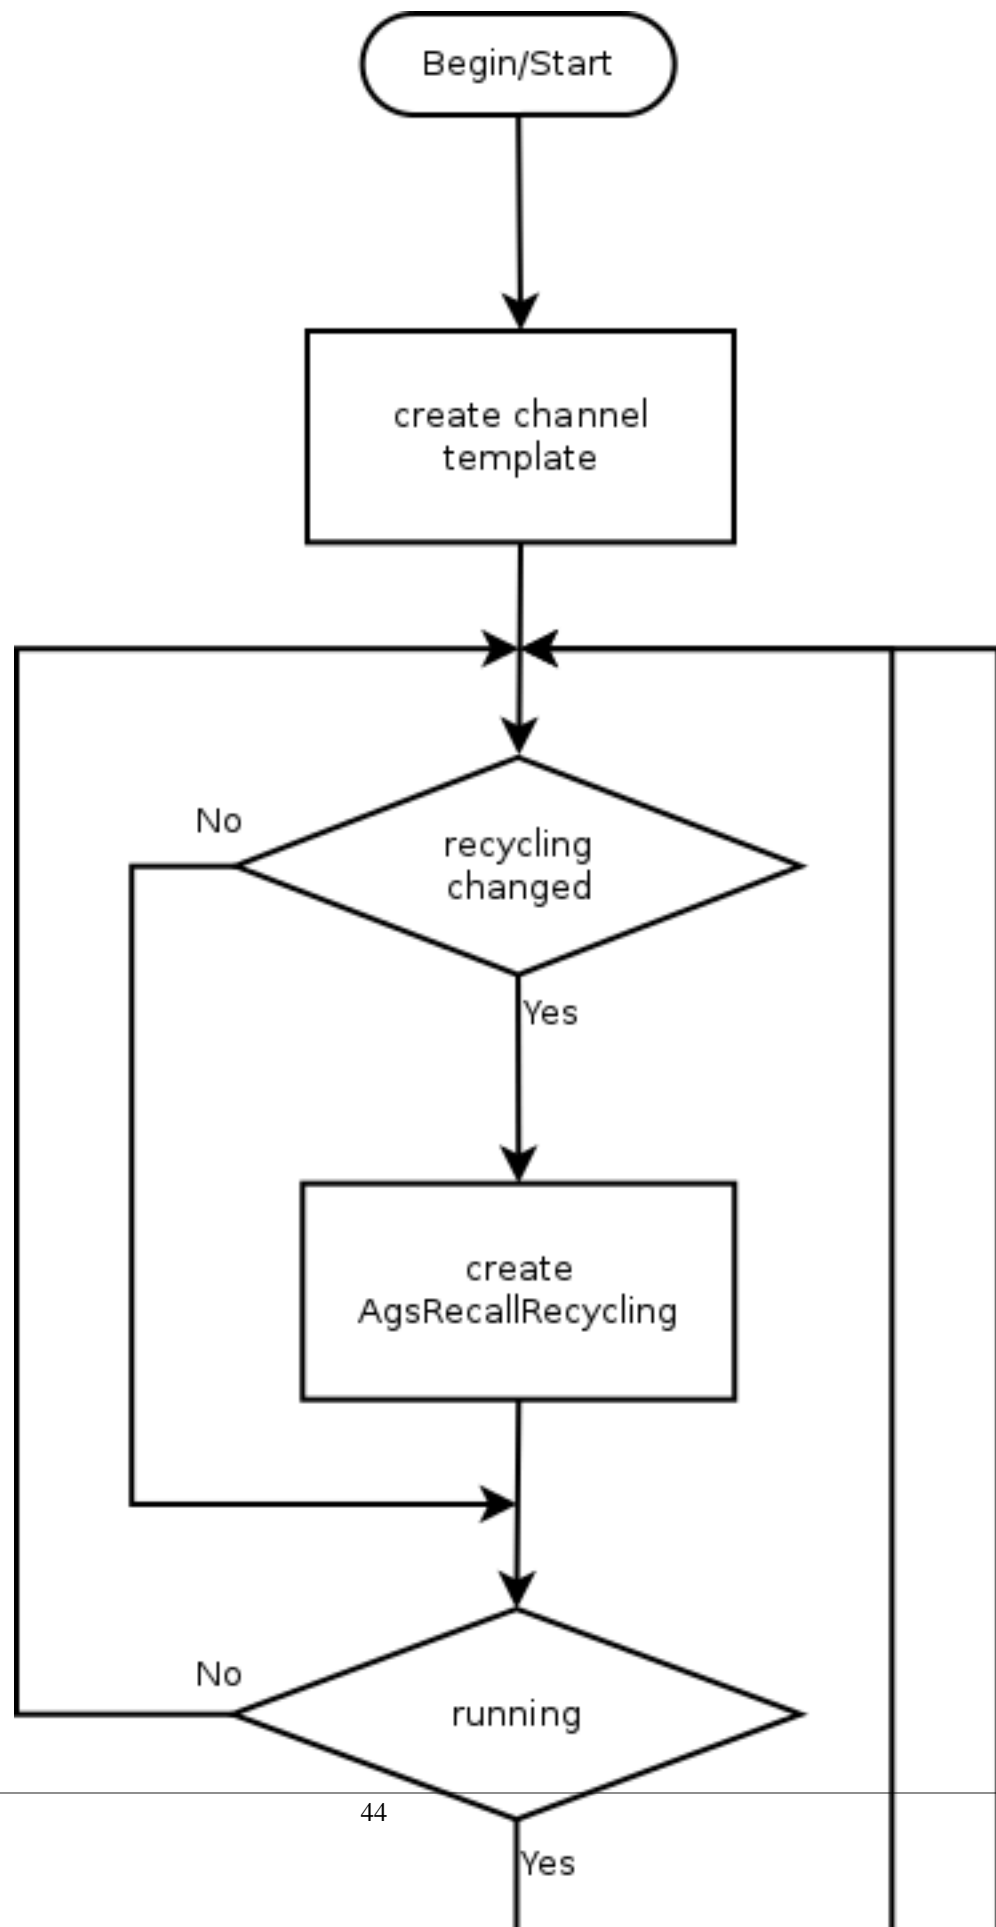 Begin/Start
create channel
template
No
recycling
changed
Yes
create
AgsRecallRecycling
No
running
44
Yes